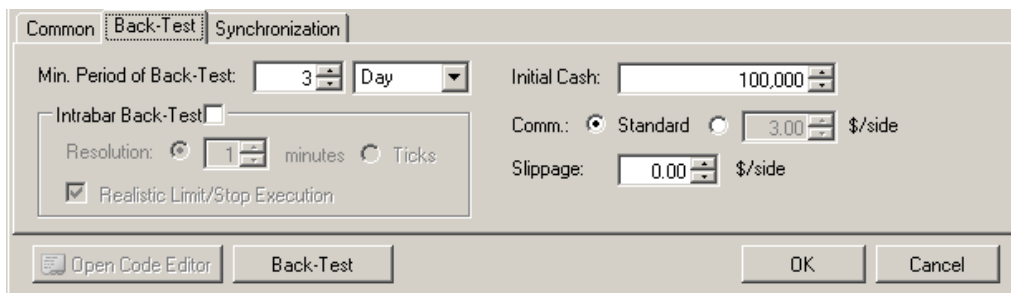 Common Back-Test Synchronization
Min. Period of Back-Test: 3 Day
Initial Cash: 100,000
Intrabar Back-Test
Comm.: Standard 3.00 $/side
Resolution: 1 minutes Ticks
Slippage: 0.00 $/side
Realistic Limit/Stop Execution
Open Code Editor Back-Test OK Cancel